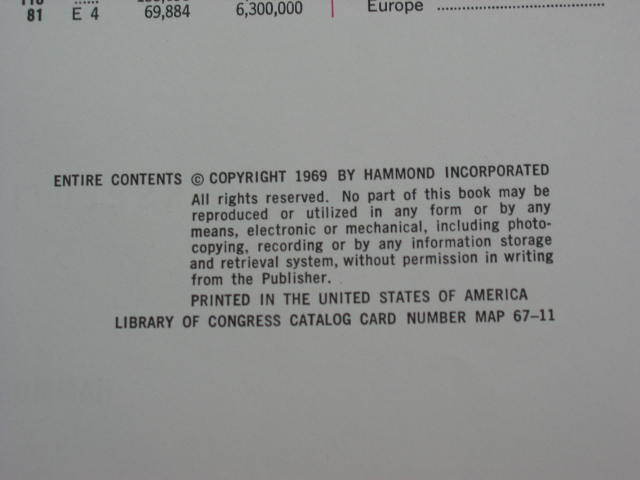 81 E 4 69,884 6,300,000 Europe
ENTIRE CONTENTS © COPYRIGHT 1969 BY HAMMOND INCORPORATED
All rights reserved. No part of this book may be
reproduced or utilized in any form or by any
means, electronic or mechanical, including photo-
copying, recording or by any information storage
and retrieval system, without permission in writing
from the Publisher.
PRINTED IN THE UNITED STATES OF AMERICA
LIBRARY OF CONGRESS CATALOG CARD NUMBER MAP 67–11